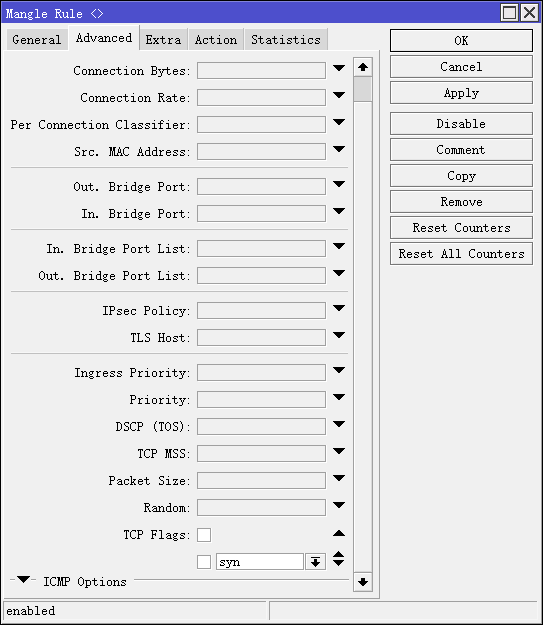 Mangle Rule <>
General Advanced Extra Action Statistics
Connection Bytes:
Connection Rate:
Per Connection Classifier:
Src. MAC Address:
Out. Bridge Port:
In. Bridge Port:
In. Bridge Port List:
Out. Bridge Port List:
IPsec Policy:
TLS Host:
Ingress Priority:
Priority:
DSCP (TOS):
TCP MSS:
Packet Size:
Random:
TCP Flags:
syn
ICMP Options
OK
Cancel
Apply
Disable
Comment
Copy
Remove
Reset Counters
Reset All Counters
enabled